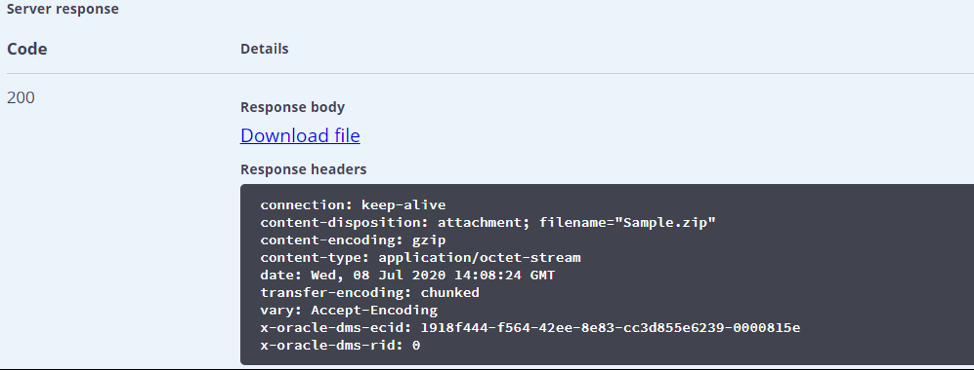 Server response
Code Details
200
Response body
Download file
Response headers
connection: keep-alive
content-disposition: attachment; filename="Sample.zip"
content-encoding: gzip
content-type: application/octet-stream
date: Wed, 08 Jul 2020 14:08:24 GMT
transfer-encoding: chunked
vary: Accept-Encoding
x-oracle-dms-ecid: 1918f444-f564-42ee-8e83-cc3d855e6239-0000815e
x-oracle-dms-rid: 0